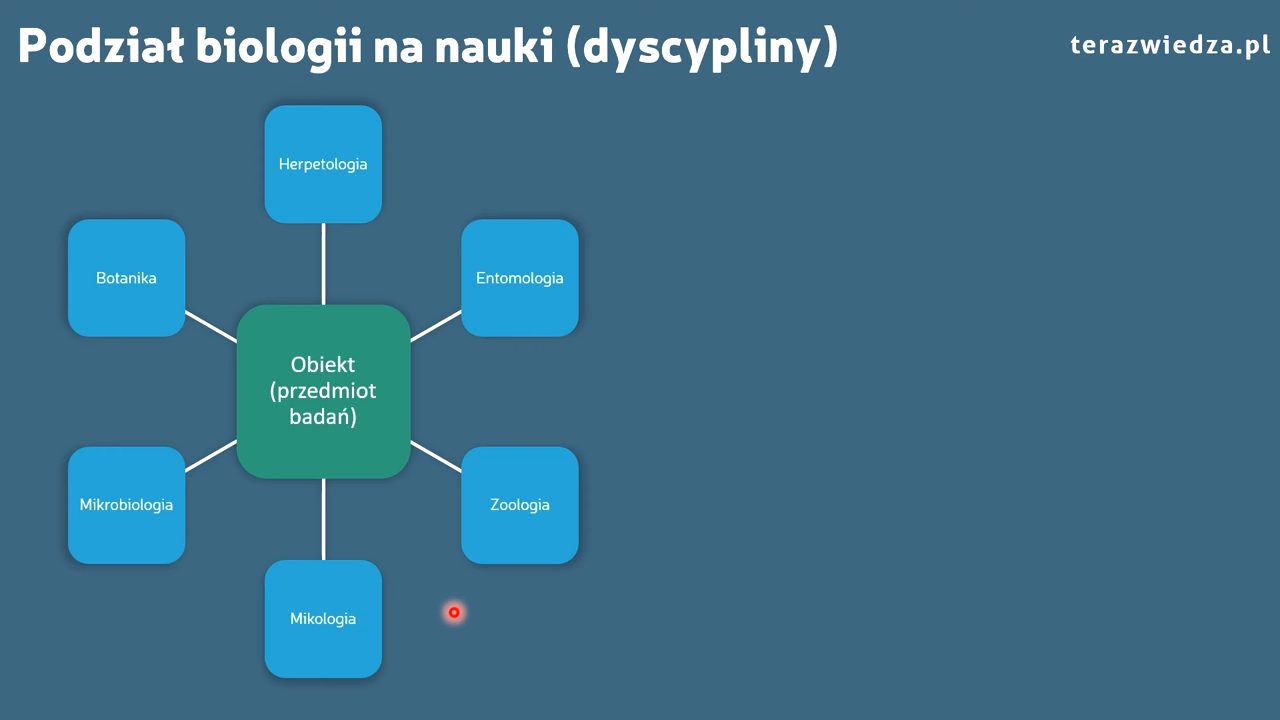 Podział biologii na nauki (dyscypliny)
terazwiedza.pl
Herpetologia
Botanika
Entomologia
Obiekt
(przedmiot
badań)
Mikrobiologia
Zoologia
Mikologia